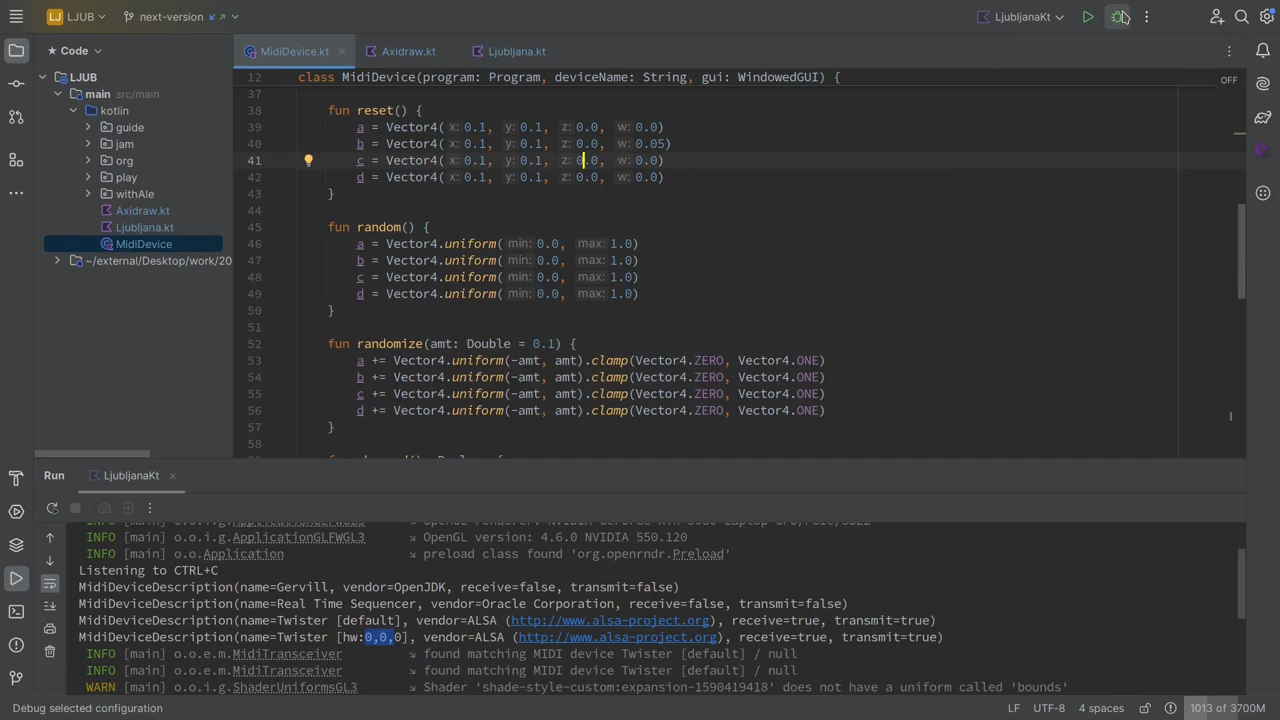 LJ LJUB next-version LjubljanaKt
Code MidiDevice.kt Axidraw.kt Ljubljana.kt
LJUB 12 class MidiDevice(program: Program, deviceName: String, gui: WindowedGUI) { OFF
main src/main 37
kotlin 38 fun reset() {
guide 39 a = Vector4( x: 0.1, y: 0.1, z: 0.0, w: 0.0)
jam 40 b = Vector4( x: 0.1, y: 0.1, z: 0.0, w: 0.05)
org 41 c = Vector4( x: 0.1, y: 0.1, z: 0.0, w: 0.0)
play 42 d = Vector4( x: 0.1, y: 0.1, z: 0.0, w: 0.0)
withAle 43 }
Axidraw.kt 44
Ljubljana.kt 45 fun random() {
MidiDevice 46 a = Vector4.uniform( min: 0.0, max: 1.0)
~/external/Desktop/work/20 47 b = Vector4.uniform( min: 0.0, max: 1.0)
48 c = Vector4.uniform( min: 0.0, max: 1.0)
49 d = Vector4.uniform( min: 0.0, max: 1.0)
50 }
51
52 fun randomize(amt: Double = 0.1) {
53 a += Vector4.uniform(-amt, amt).clamp(Vector4.ZERO, Vector4.ONE)
54 b += Vector4.uniform(-amt, amt).clamp(Vector4.ZERO, Vector4.ONE)
55 c += Vector4.uniform(-amt, amt).clamp(Vector4.ZERO, Vector4.ONE)
56 d += Vector4.uniform(-amt, amt).clamp(Vector4.ZERO, Vector4.ONE)
57 }
58
Run LjubljanaKt
INFO [main] o.o.i.g.ApplicationGLFWGL3 ↘ OpenGL version: 4.6.0 NVIDIA 550.120
INFO [main] o.o.Application ↘ preload class found 'org.openrndr.Preload'
Listening to CTRL+C
MidiDeviceDescription(name=Gervill, vendor=OpenJDK, receive=false, transmit=false)
MidiDeviceDescription(name=Real Time Sequencer, vendor=Oracle Corporation, receive=false, transmit=false)
MidiDeviceDescription(name=Twister [default], vendor=ALSA (http://www.alsa-project.org), receive=true, transmit=true)
MidiDeviceDescription(name=Twister [hw:0,0,0], vendor=ALSA (http://www.alsa-project.org), receive=true, transmit=true)
INFO [main] o.o.e.m.MidiTransceiver ↘ found matching MIDI device Twister [default] / null
INFO [main] o.o.e.m.MidiTransceiver ↘ found matching MIDI device Twister [default] / null
WARN [main] o.o.i.g.ShaderUniformsGL3 ↘ Shader 'shade-style-custom:expansion-1590419418' does not have a uniform called 'bounds'
Debug selected configuration LF UTF-8 4 spaces 1013 of 3700M